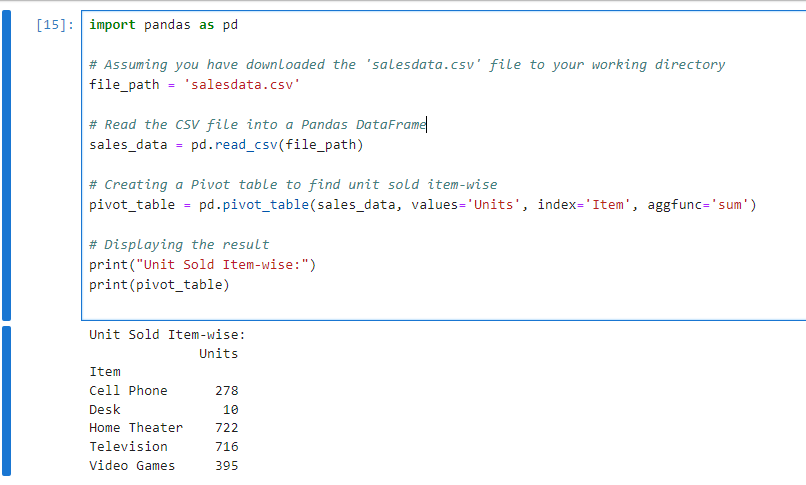 [15]: import pandas as pd
# Assuming you have downloaded the 'salesdata.csv' file to your working directory
file_path = 'salesdata.csv'
# Read the CSV file into a Pandas DataFrame
sales_data = pd.read_csv(file_path)
# Creating a Pivot table to find unit sold item-wise
pivot_table = pd.pivot_table(sales_data, values='Units', index='Item', aggfunc='sum')
# Displaying the result
print("Unit Sold Item-wise:")
print(pivot_table)
Unit Sold Item-wise:
Units
Item
Cell Phone 278
Desk 10
Home Theater 722
Television 716
Video Games 395